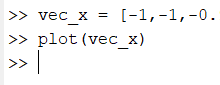 >> vec_x = [-1,-1,-0.
>> plot(vec_x)
>>